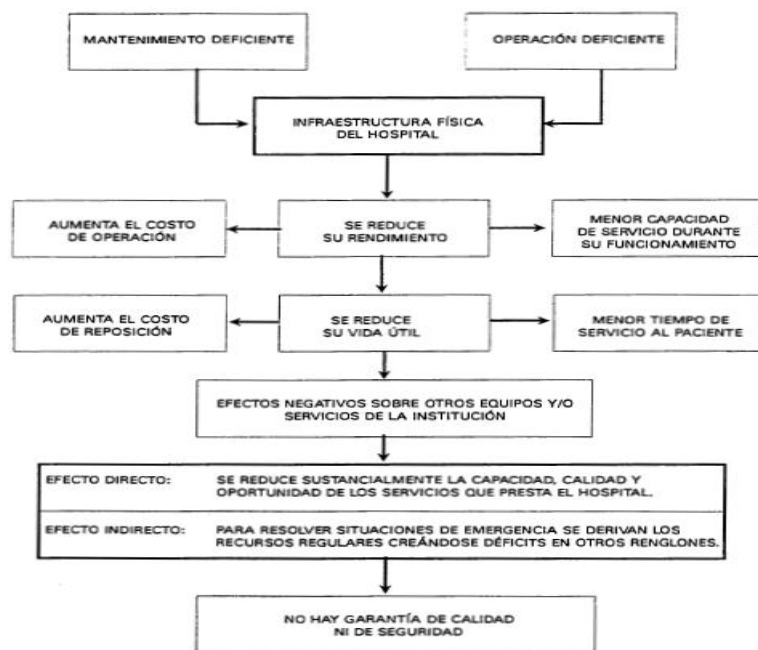 MANTENIMIENTO DEFICIENTE
OPERACIÓN DEFICIENTE
INFRAESTRUCTURA FÍSICA
DEL HOSPITAL
AUMENTA EL COSTO
DE OPERACIÓN
SE REDUCE
SU RENDIMIENTO
MENOR CAPACIDAD
DE SERVICIO DURANTE
SU FUNCIONAMIENTO
AUMENTA EL COSTO
DE REPOSICIÓN
SE REDUCE
SU VIDA ÚTIL
MENOR TIEMPO DE
SERVICIO AL PACIENTE
EFECTOS NEGATIVOS SOBRE OTROS EQUIPOS Y/O
SERVICIOS DE LA INSTITUCIÓN
EFECTO DIRECTO: SE REDUCE SUSTANCIALMENTE LA CAPACIDAD, CALIDAD Y
OPORTUNIDAD DE LOS SERVICIOS QUE PRESTA EL HOSPITAL.
EFECTO INDIRECTO: PARA RESOLVER SITUACIONES DE EMERGENCIA SE DERIVAN LOS
RECURSOS REGULARES CREÁNDOSE DÉFICITS EN OTROS RENGLONES.
NO HAY GARANTÍA DE CALIDAD
NI DE SEGURIDAD